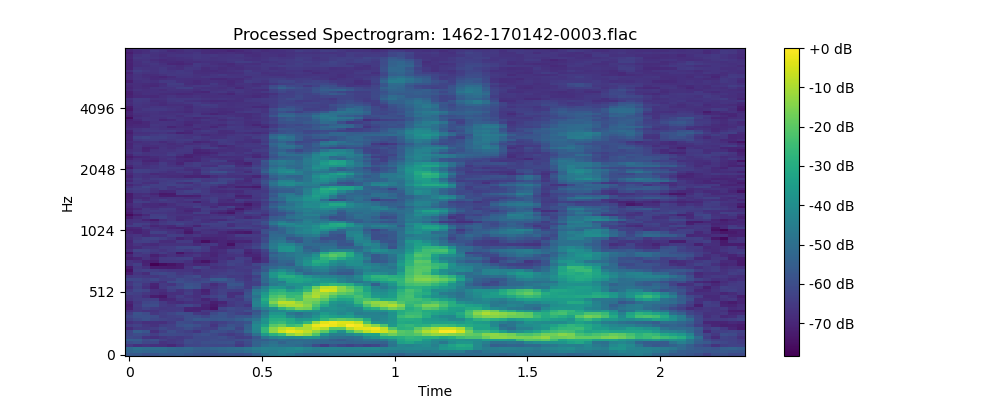 Processed Spectrogram: 1462-170142-0003.flac
Hz
4096
2048
1024
512
0
0
0.5
1
1.5
2
Time
+0 dB
-10 dB
-20 dB
-30 dB
-40 dB
-50 dB
-60 dB
-70 dB